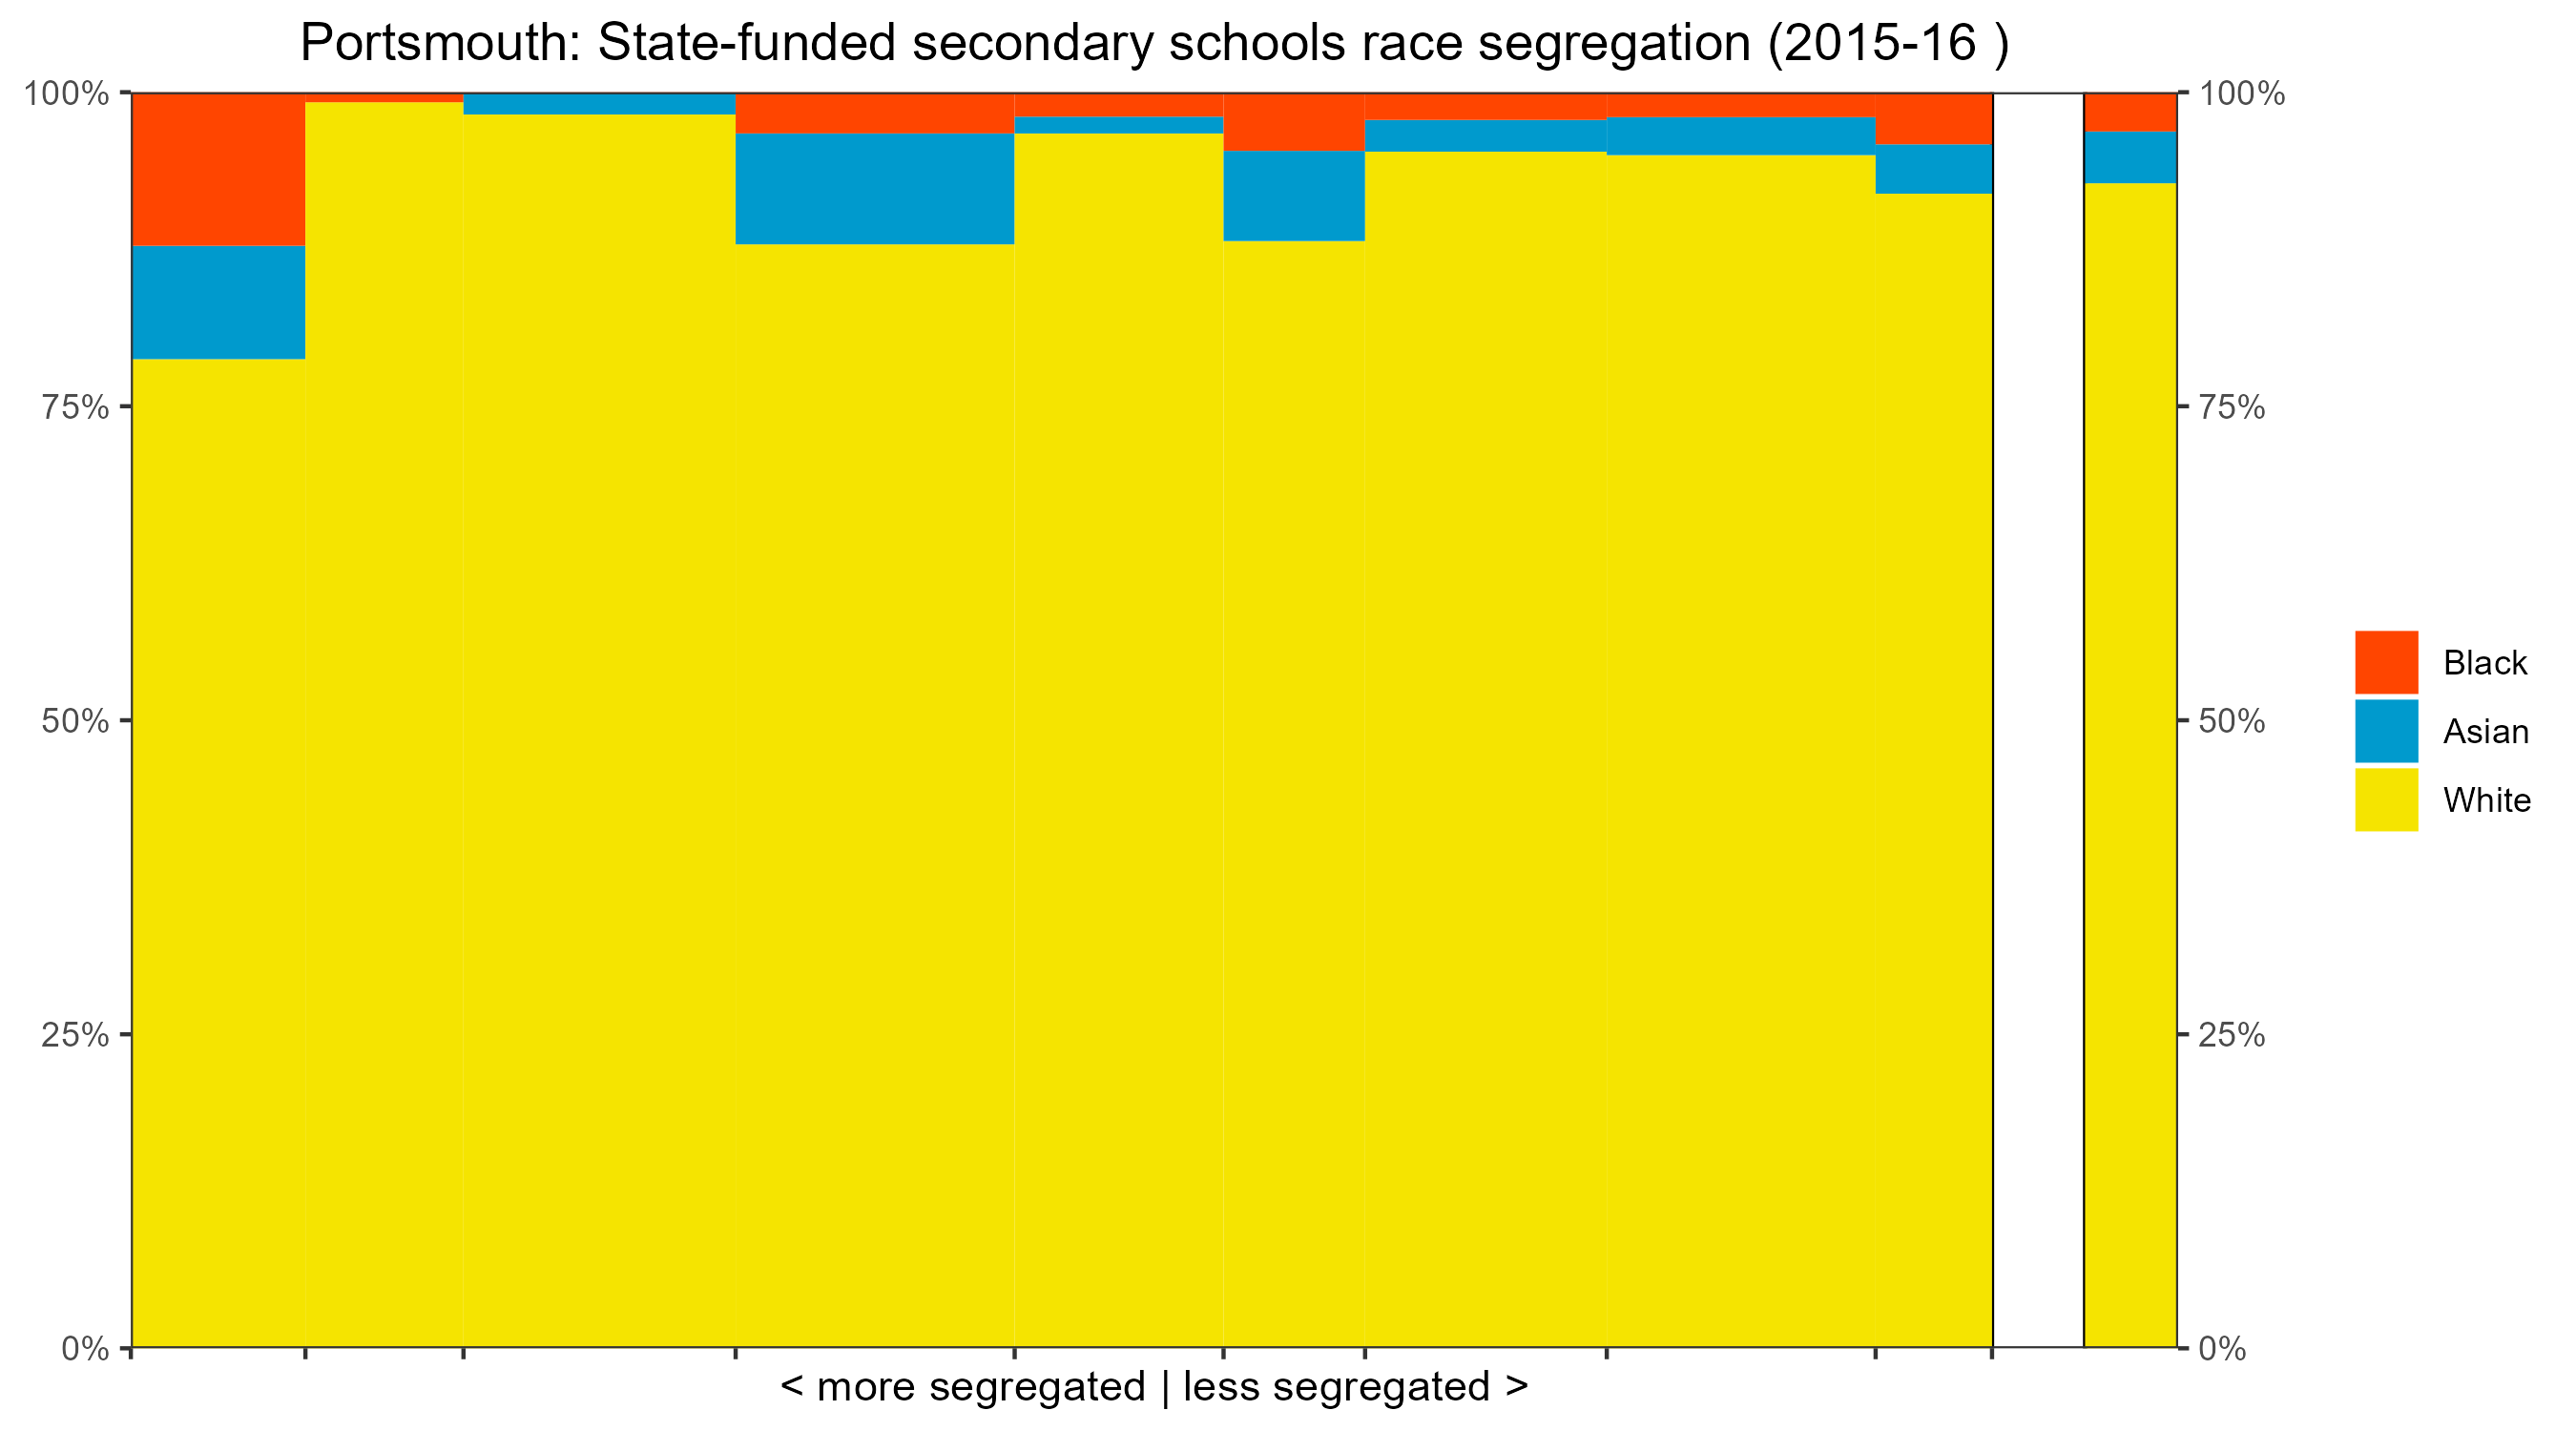 Portsmouth: State-funded secondary schools race segregation (2015-16 )
100%
75%
50%
25%
0%
100%
75%
50%
25%
0%
Black
Asian
White
< more segregated | less segregated >